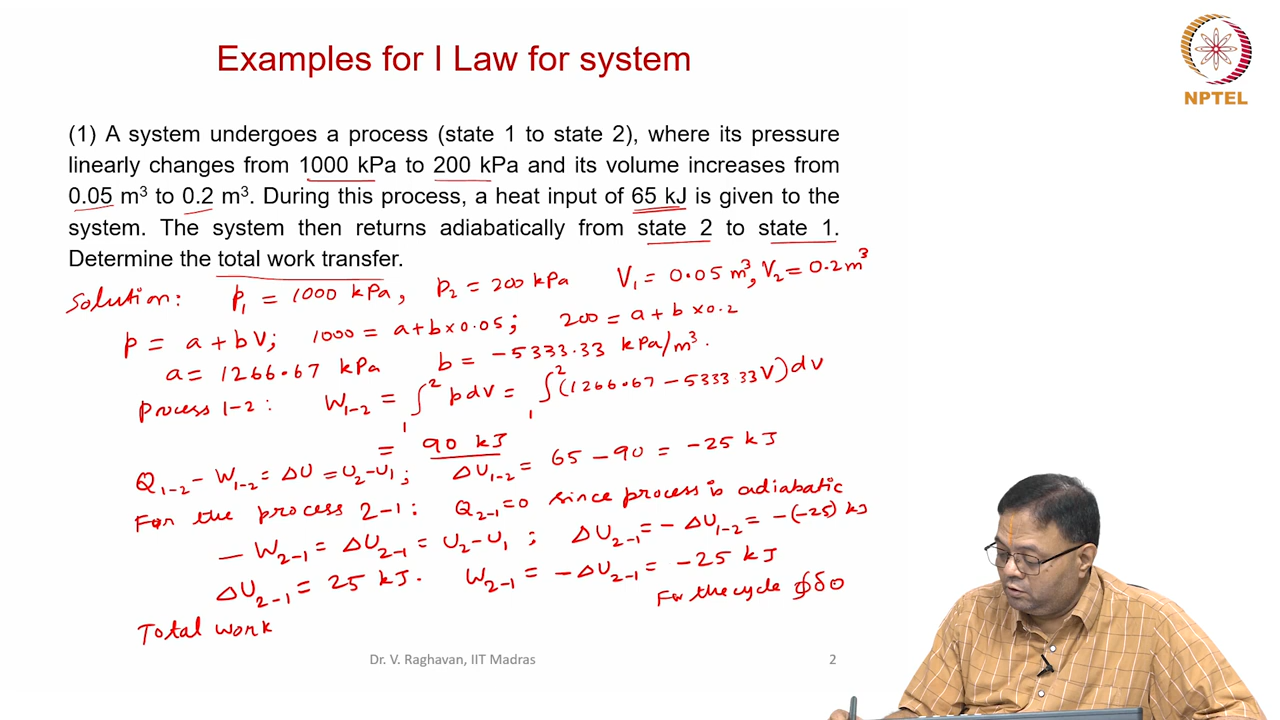 Examples for I Law for system
NPTEL
(1) A system undergoes a process (state 1 to state 2), where its pressure
linearly changes from 1000 kPa to 200 kPa and its volume increases from
0.05 m³ to 0.2 m³. During this process, a heat input of 65 kJ is given to the
system. The system then returns adiabatically from state 2 to state 1.
Determine the total work transfer.
Solution: p₁ = 1000 kPa, p₂ = 200 kPa V₁ = 0.05 m³, V₂ = 0.2 m³
p = a + bV; 1000 = a + b × 0.05; 200 = a + b × 0.2
a = 1266.67 kPa b = -5333.33 kPa/m³.
Process 1-2: W₁₋₂ = ∫₁² p dV = ∫₁² (1266.67 - 5333.33 V) dV
= 90 kJ
Q₁₋₂ - W₁₋₂ = ΔU = U₂ - U₁; ΔU₁₋₂ = 65 - 90 = -25 kJ
For the process 2-1: Q₂₋₁ = 0 since process is adiabatic
- W₂₋₁ = ΔU₂₋₁ = U₂ - U₁; ΔU₂₋₁ = - ΔU₁₋₂ = -(-25) kJ
ΔU₂₋₁ = 25 kJ. W₂₋₁ = -ΔU₂₋₁ = -25 kJ
For the cycle ∮δ
Total work
Dr. V. Raghavan, IIT Madras 2